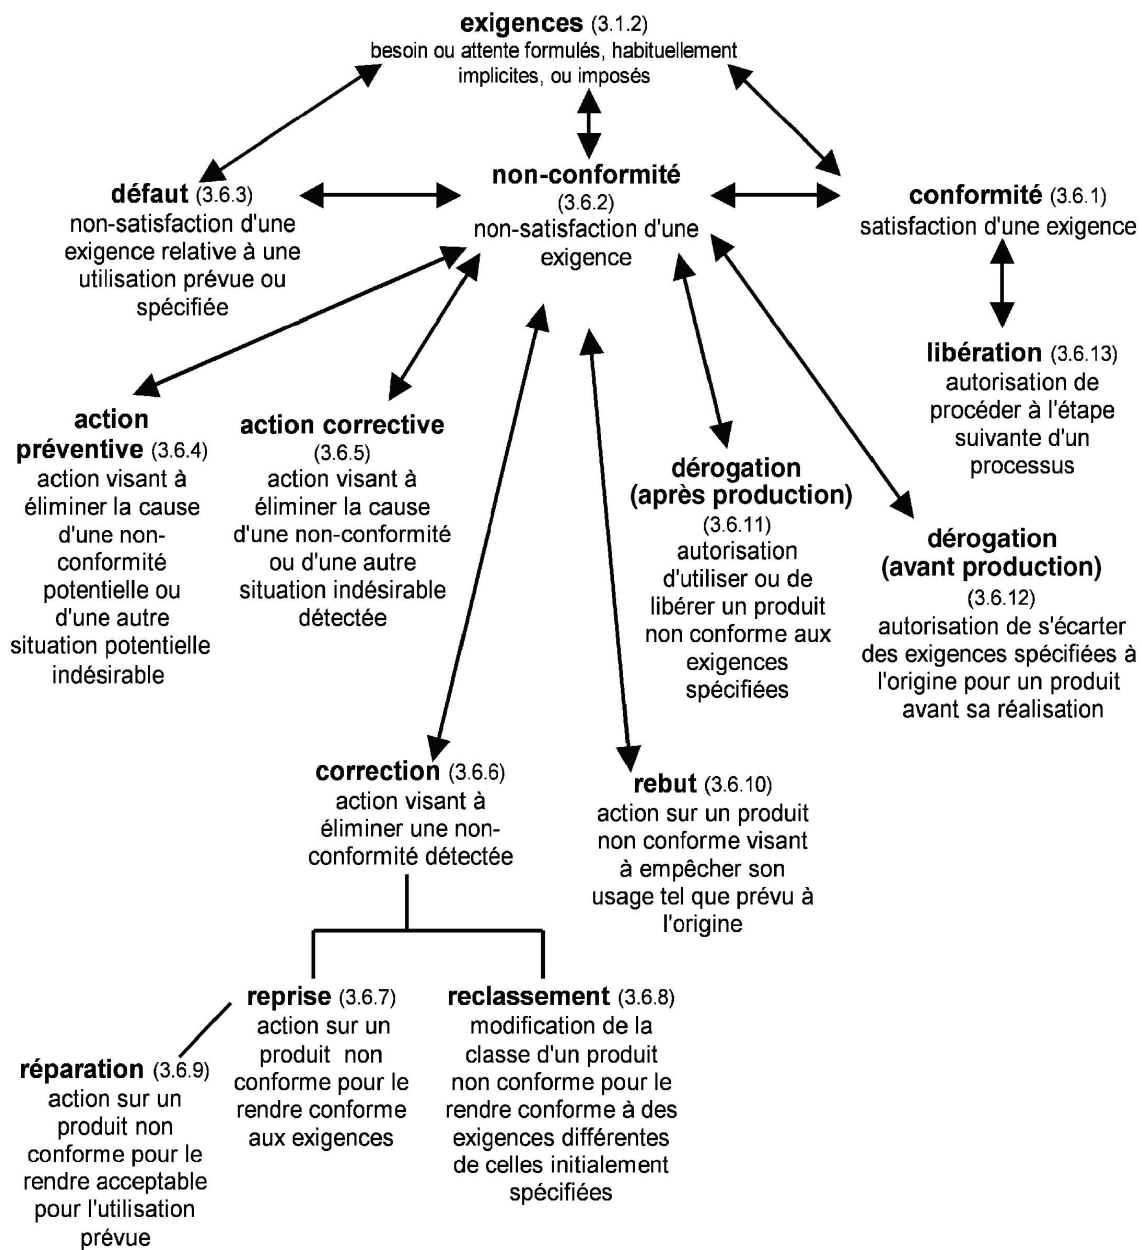 exigences (3.1.2)
besoin ou attente formulés, habituellement
implicites, ou imposés
défaut (3.6.3)
non-satisfaction d'une
exigence relative à une
utilisation prévue ou
spécifiée
non-conformité
(3.6.2)
non-satisfaction d'une
exigence
conformité (3.6.1)
satisfaction d'une exigence
libération (3.6.13)
autorisation de
procéder à l'étape
suivante d'un
processus
action
préventive (3.6.4)
action visant à
éliminer la cause
d'une non-
conformité
potentielle ou
d'une autre
situation potentielle
indésirable
action corrective
(3.6.5)
action visant à
éliminer la cause
d'une non-conformité
ou d'une autre
situation indésirable
détectée
dérogation
(après production)
(3.6.11)
autorisation
d'utiliser ou de
libérer un produit
non conforme aux
exigences
spécifiées
dérogation
(avant production)
(3.6.12)
autorisation de s'écarter
des exigences spécifiées à
l'origine pour un produit
avant sa réalisation
correction (3.6.6)
action visant à
éliminer une non-
conformité détectée
rebut (3.6.10)
action sur un produit
non conforme visant
à empêcher son
usage tel que prévu à
l'origine
reprise (3.6.7)
action sur un
produit non
conforme pour le
rendre conforme
aux exigences
reclassement (3.6.8)
modification de la
classe d'un produit
non conforme pour le
rendre conforme à des
exigences différentes
de celles initialement
spécifiées
réparation (3.6.9)
action sur un
produit non
conforme pour le
rendre acceptable
pour l'utilisation
prévue